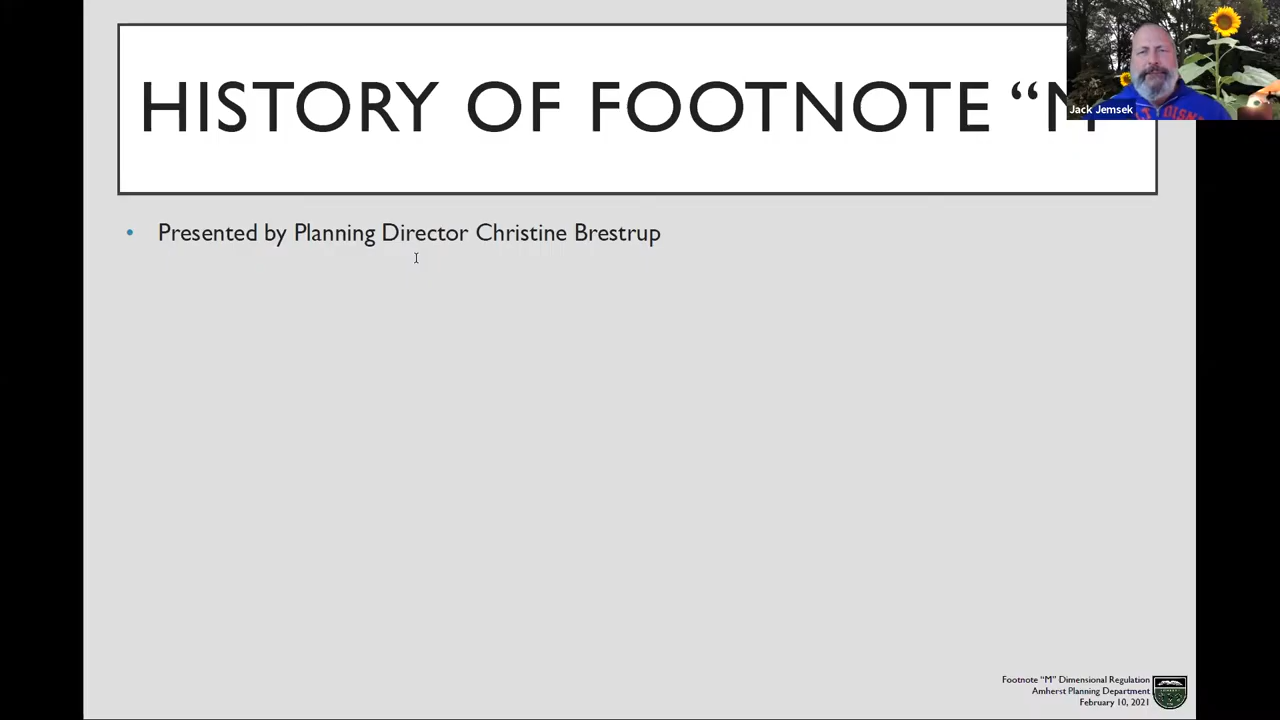 HISTORY OF FOOTNOTE “M
Jack Jemsek
• Presented by Planning Director Christine Brestrup
Footnote “M” Dimensional Regulation
Amherst Planning Department
February 10, 2021